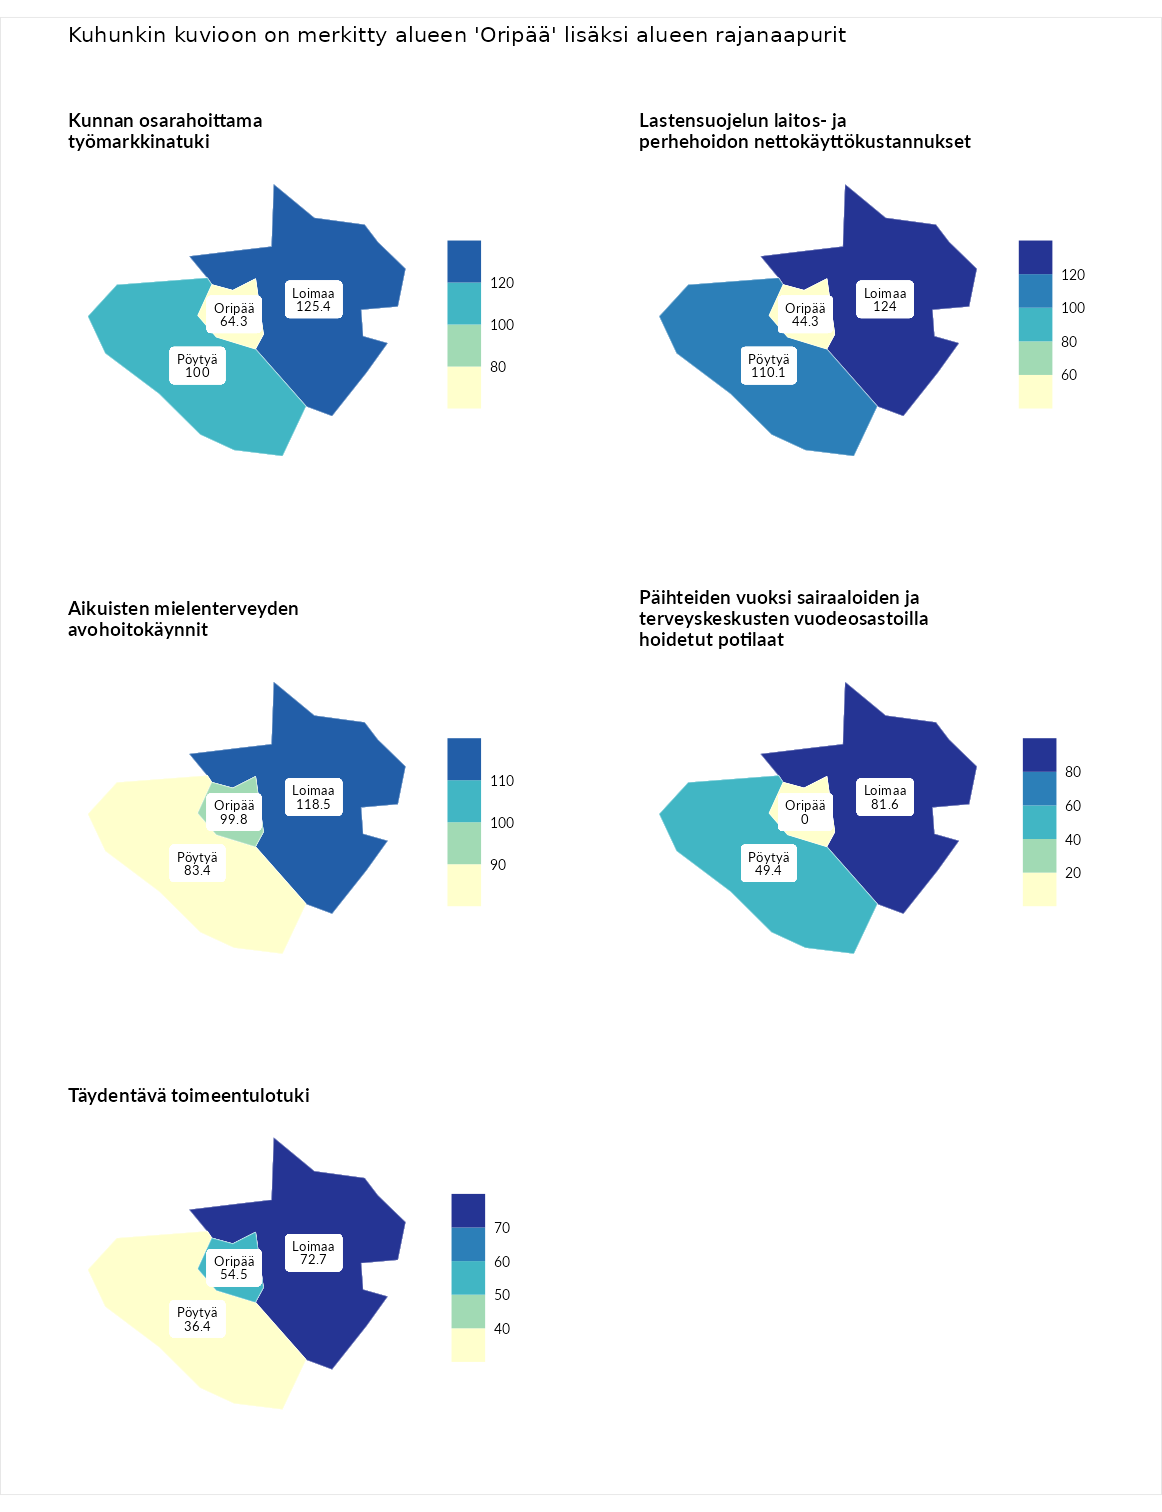 Kuhunkin kuvioon on merkitty alueen 'Oripää' lisäksi alueen rajanaapurit
Kunnan osarahoittama
työmarkkinatuki
Loimaa
125.4
Oripää
64.3
Pöytyä
100
120
100
80
Lastensuojelun laitos- ja
perhehoidon nettokäyttökustannukset
Loimaa
124
Oripää
44.3
Pöytyä
110.1
120
100
80
60
Aikuisten mielenterveyden
avohoitokäynnit
Loimaa
118.5
Oripää
99.8
Pöytyä
83.4
110
100
90
Päihteiden vuoksi sairaaloiden ja
terveyskeskusten vuodeosastoilla
hoidetut potilaat
Loimaa
81.6
Oripää
0
Pöytyä
49.4
80
60
40
20
Täydentävä toimeentulotuki
Loimaa
72.7
Oripää
54.5
Pöytyä
36.4
70
60
50
40